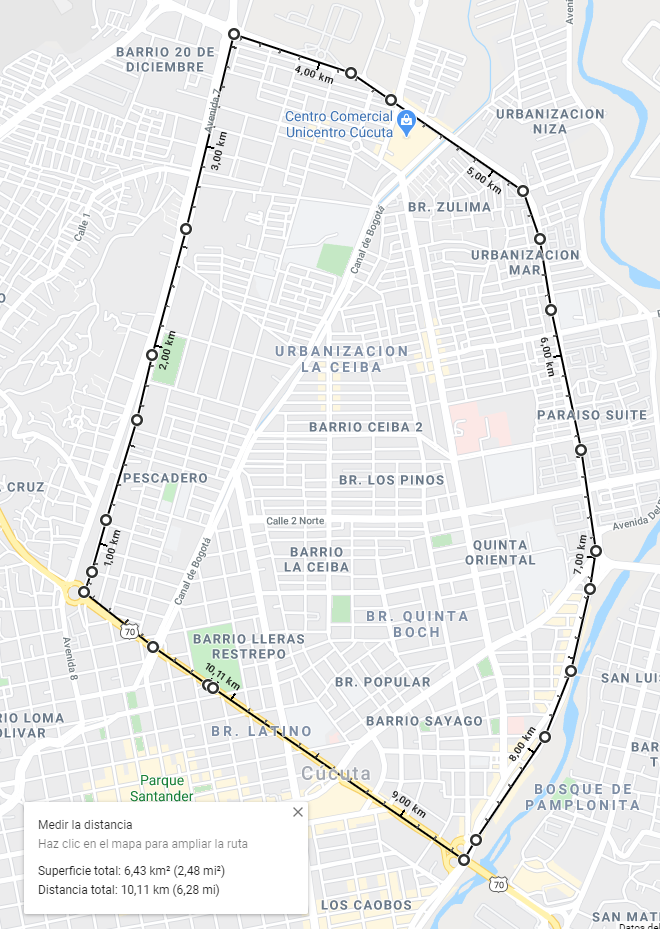 BARRIO 20 DE
DICIEMBRE
4,00 km
Avenida 7
Centro Comercial
Unicentro Cúcuta
URBANIZACION
NIZA
3,00 km
5,00 km
BR. ZULIMA
Calle 1
Canal de Bogotá
URBANIZACION
MAR
2,00 km
URBANIZACION
LA CEIBA
6,00 km
PARAISO SUITE
BARRIO CEIBA 2
PESCADERO
BR. LOS PINOS
CRUZ
Calle 2 Norte
Avenida Del
1,00 km
BARRIO
LA CEIBA
QUINTA
ORIENTAL
7,00 km
Canal de Bogotá
70
BR. QUINTA
BOCH
Avenida 8
BARRIO LLERAS
RESTREPO
10,11 km
BR. POPULAR
SAN LUIS
RIO LOMA
OLIVAR
BR. LATINO
BARRIO SAYAGO
8,00 km
BAR
Cúcuta
Parque
Santander
9,00 km
BOSQUE DE
PAMPLONITA
Medir la distancia
Haz clic en el mapa para ampliar la ruta
Superficie total: 6,43 km² (2,48 mi²)
Distancia total: 10,11 km (6,28 mi)
70
LOS CAOBOS
SAN MAT
Datos del